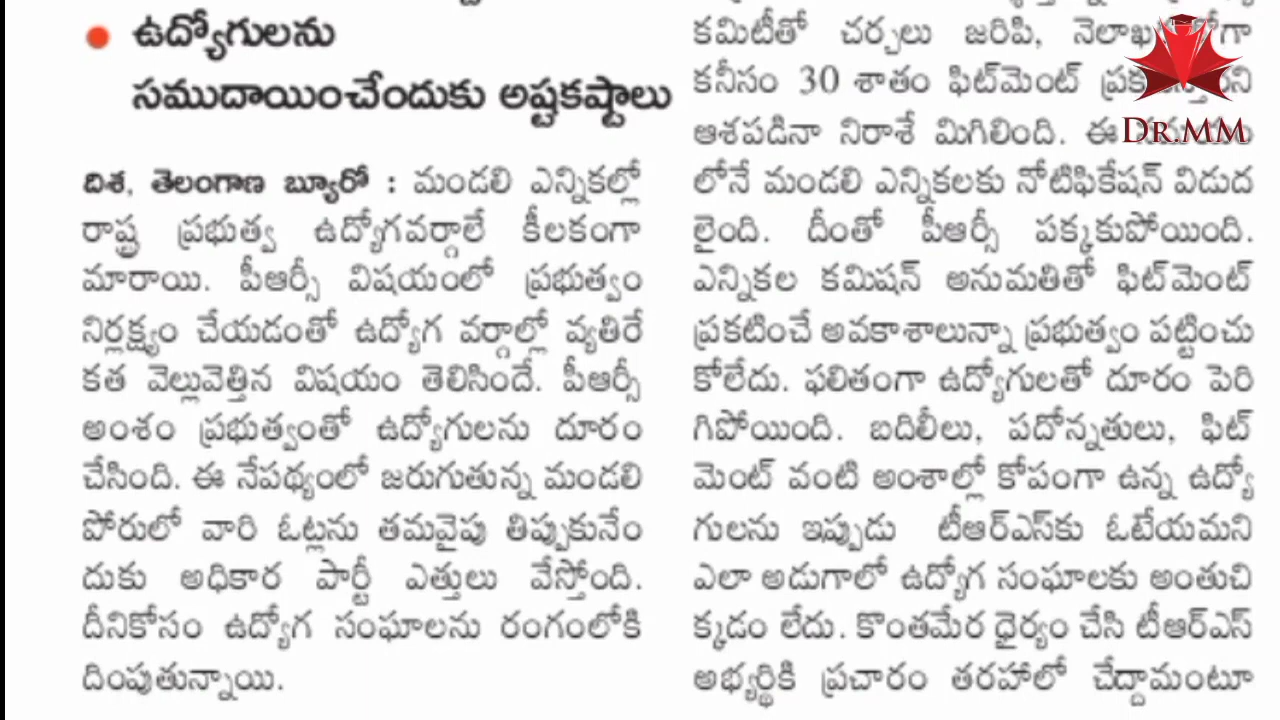 ఉద్యోగులను
సముదాయించేందుకు అష్టకష్టాలు
దిశ, తెలంగాణ బ్యూరో : మండలి ఎన్నికల్లో
రాష్ట్ర ప్రభుత్వ ఉద్యోగవర్గాలే కీలకంగా
మారాయి. పీఆర్సీ విషయంలో ప్రభుత్వం
నిర్లక్ష్యం చేయడంతో ఉద్యోగ వర్గాల్లో వ్యతిరే
కత వెల్లువెత్తిన విషయం తెలిసిందే. పీఆర్సీ
అంశం ప్రభుత్వంతో ఉద్యోగులను దూరం
చేసింది. ఈ నేపథ్యంలో జరుగుతున్న మండలి
పోరులో వారి ఓట్లను తమవైపు తిప్పుకునేం
దుకు అధికార పార్టీ ఎత్తులు వేస్తోంది.
దీనికోసం ఉద్యోగ సంఘాలను రంగంలోకి
దింపుతున్నాయి.
కమిటీతో చర్చలు జరిపి,
కనీసం 30 శాతం ఫిట్‌మెంట్
ఆశపడినా నిరాశే మిగిలింది. ఈ
లోనే మండలి ఎన్నికలకు నోటిఫికేషన్ విడుద
లైంది. దీంతో పీఆర్సీ పక్కకుపోయింది.
ఎన్నికల కమిషన్ అనుమతితో ఫిట్‌మెంట్
ప్రకటించే అవకాశాలున్నా ప్రభుత్వం పట్టించు
కోలేదు. ఫలితంగా ఉద్యోగులతో దూరం పెరి
గిపోయింది. బదిలీలు, పదోన్నతులు, ఫిట్
మెంట్ వంటి అంశాల్లో కోపంగా ఉన్న ఉద్యో
గులను ఇప్పుడు టీఆర్ఎస్‌కు ఓటేయమని
ఎలా అడుగాలో ఉద్యోగ సంఘాలకు అంతుచి
క్కడం లేదు. కొంతమేర ధైర్యం చేసి టీఆర్ఎస్
అభ్యర్థికి ప్రచారం తరహాలో చేద్దామంటూ
DR.MM